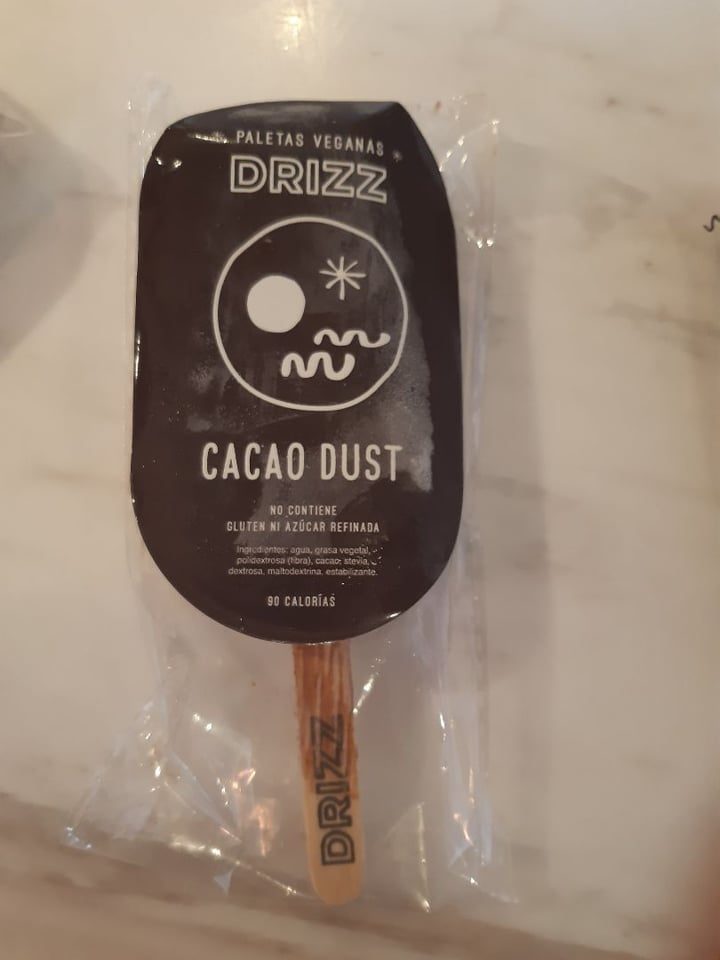 PALETAS VEGANAS
DRIZZ
CACAO DUST
NO CONTIENE
GLUTEN NI AZÚCAR REFINADA
Ingredientes: agua, grasa vegetal,
polidextrosa (fibra), cacao, stevia,
dextrosa, maltodextrina, estabilizante.
90 CALORÍAS
DRIZZ